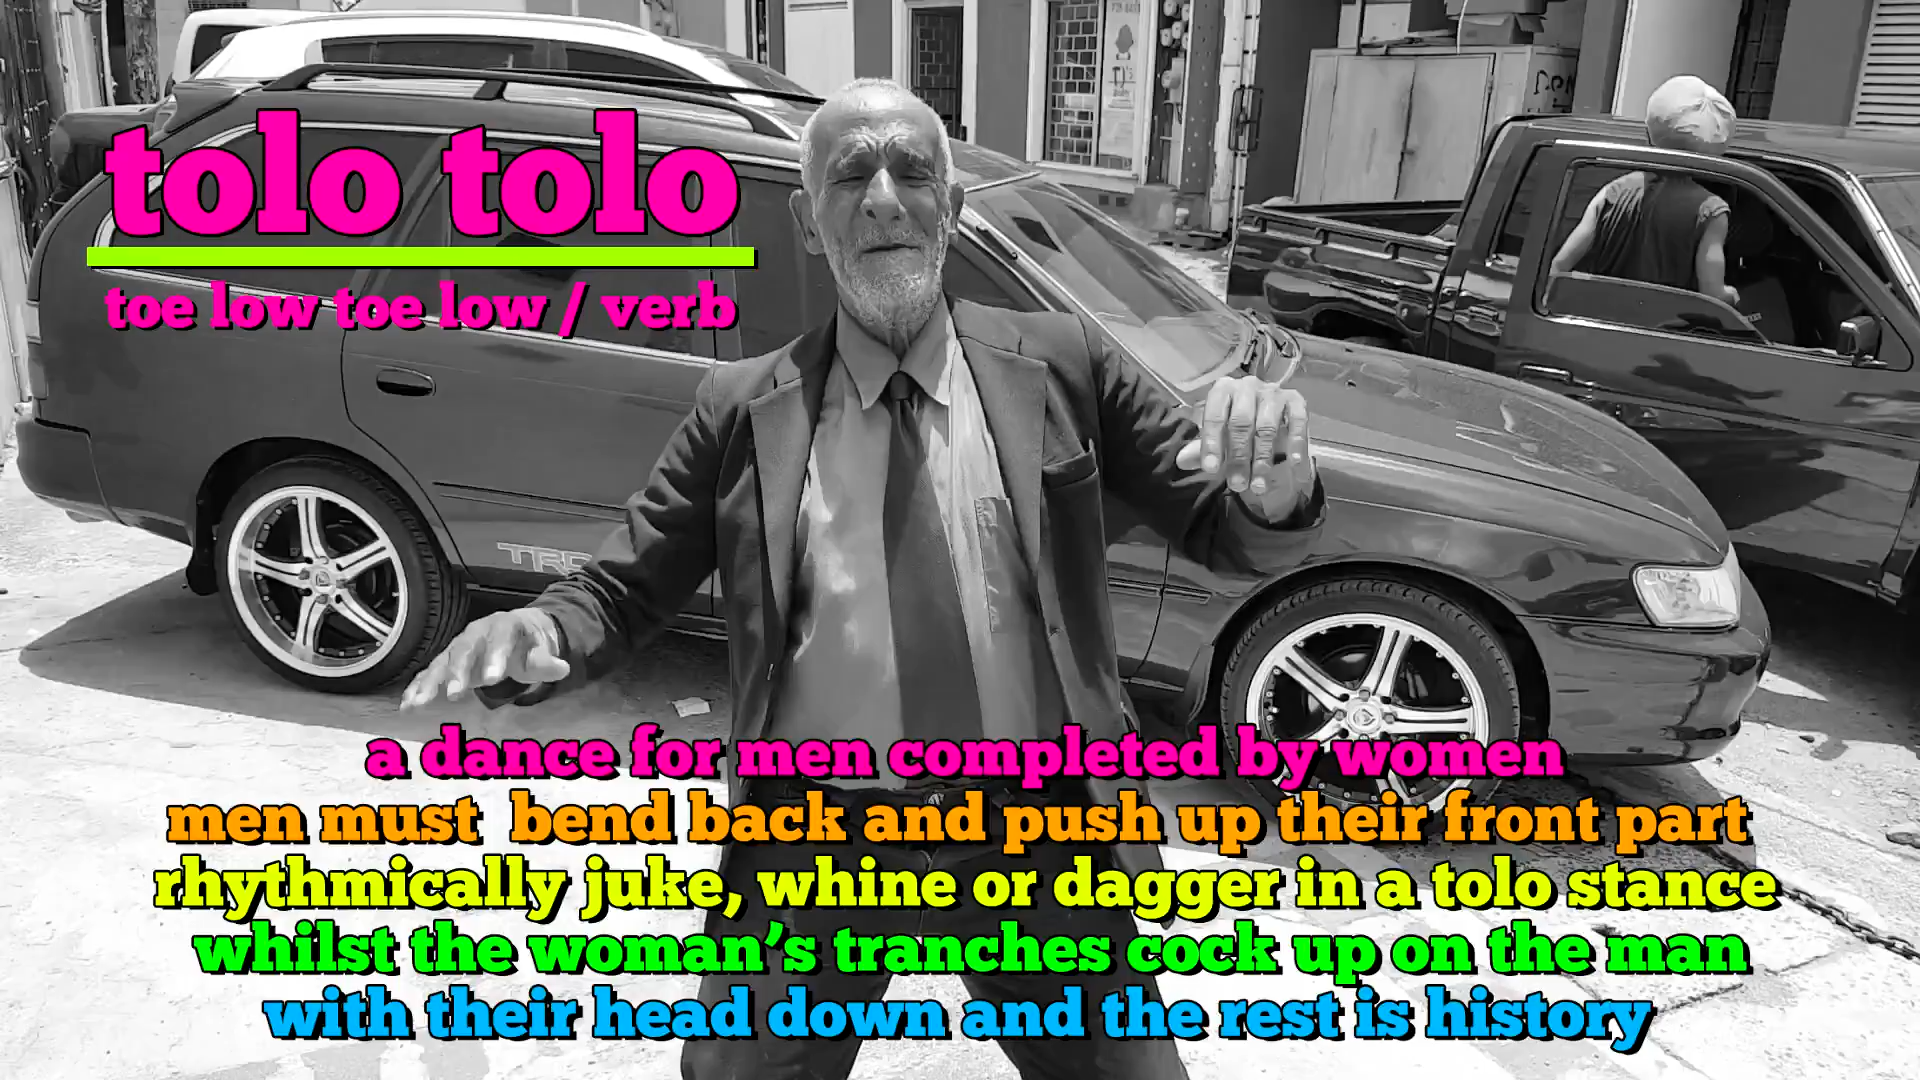 tolo tolo
toe low toe low / verb
TRD
a dance for men completed by women
men must  bend back and push up their front part
rhythmically juke, whine or dagger in a tolo stance
whilst the woman’s tranches cock up on the man
with their head down and the rest is history